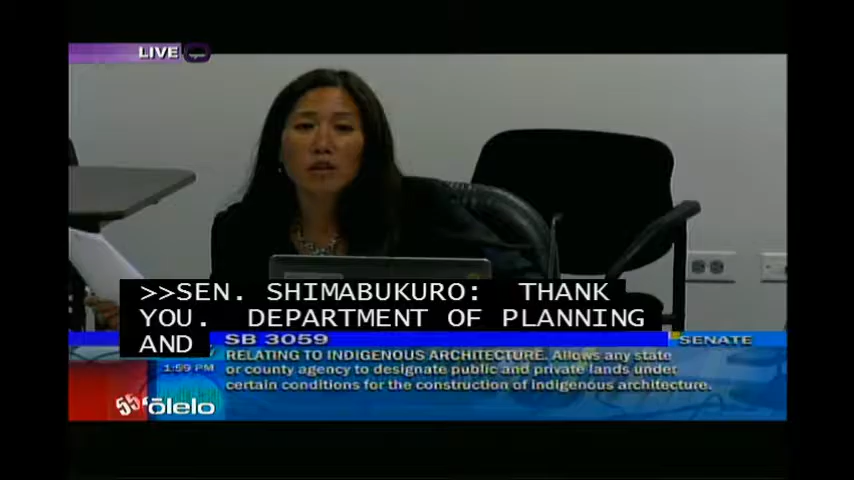 LIVE
>>SEN. SHIMABUKURO:  THANK
YOU.  DEPARTMENT OF PLANNING
AND
SB 3059
SENATE
RELATING TO INDIGENOUS ARCHITECTURE. Allows any state
1:59 PM
or county agency to designate public and private lands under
certain conditions for the construction of indigenous architecture.
55 'ōlelo